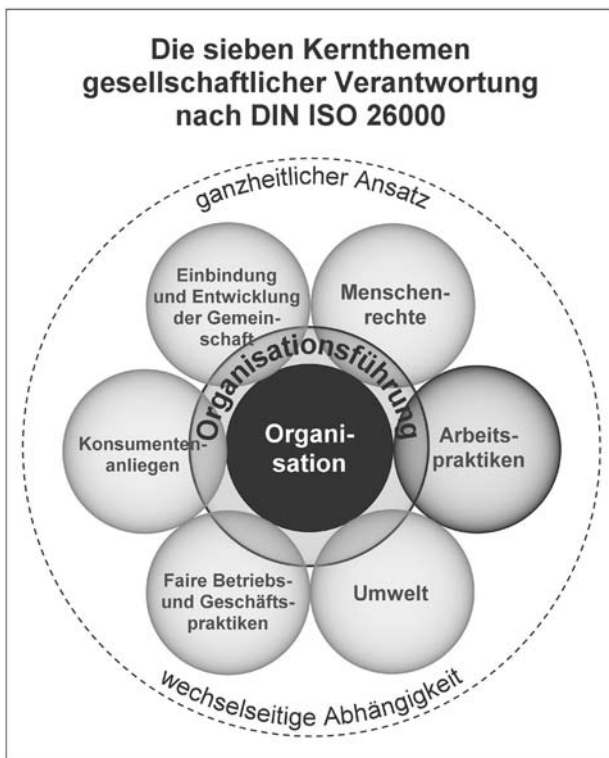 Die sieben Kernthemen
gesellschaftlicher Verantwortung
nach DIN ISO 26000
ganzheitlicher Ansatz
Einbindung
und Entwicklung
der Gemein-
schaft
Menschen-
rechte
Organisationsführung
Konsumenten-
anliegen
Organi-
sation
Arbeits-
praktiken
Faire Betriebs-
und Geschäfts-
praktiken
Umwelt
wechselseitige Abhängigkeit